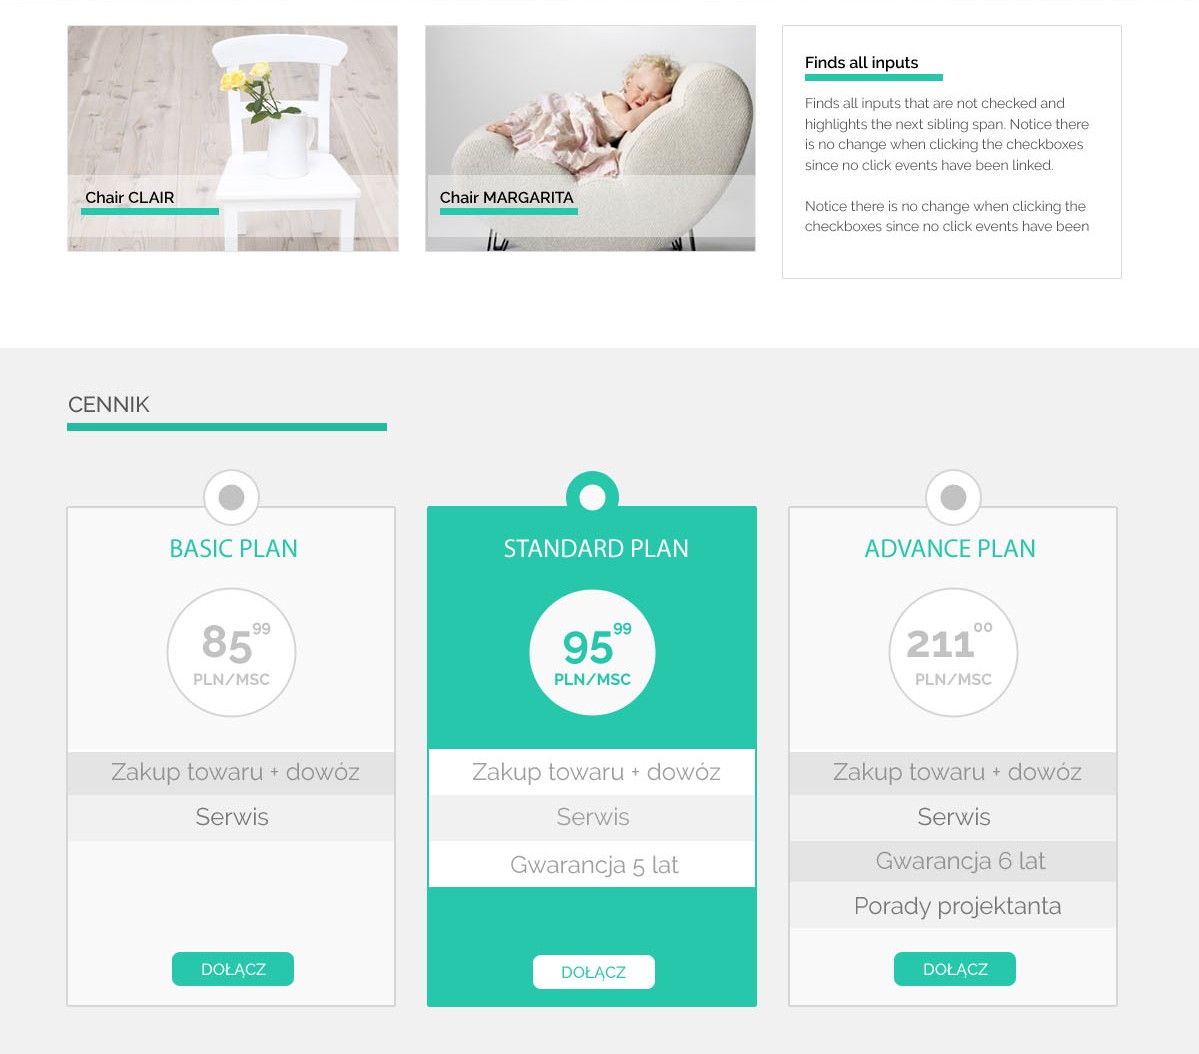 Chair CLAIR
Chair MARGARITA
Finds all inputs
Finds all inputs that are not checked and
highlights the next sibling span. Notice there
is no change when clicking the checkboxes
since no click events have been linked.
Notice there is no change when clicking the
checkboxes since no click events have been
CENNIK
BASIC PLAN
85 99
PLN/MSC
Zakup towaru + dowóz
Serwis
DOŁĄCZ
STANDARD PLAN
95 99
PLN/MSC
Zakup towaru + dowóz
Serwis
Gwarancja 5 lat
DOŁĄCZ
ADVANCE PLAN
211 00
PLN/MSC
Zakup towaru + dowóz
Serwis
Gwarancja 6 lat
Porady projektanta
DOŁĄCZ